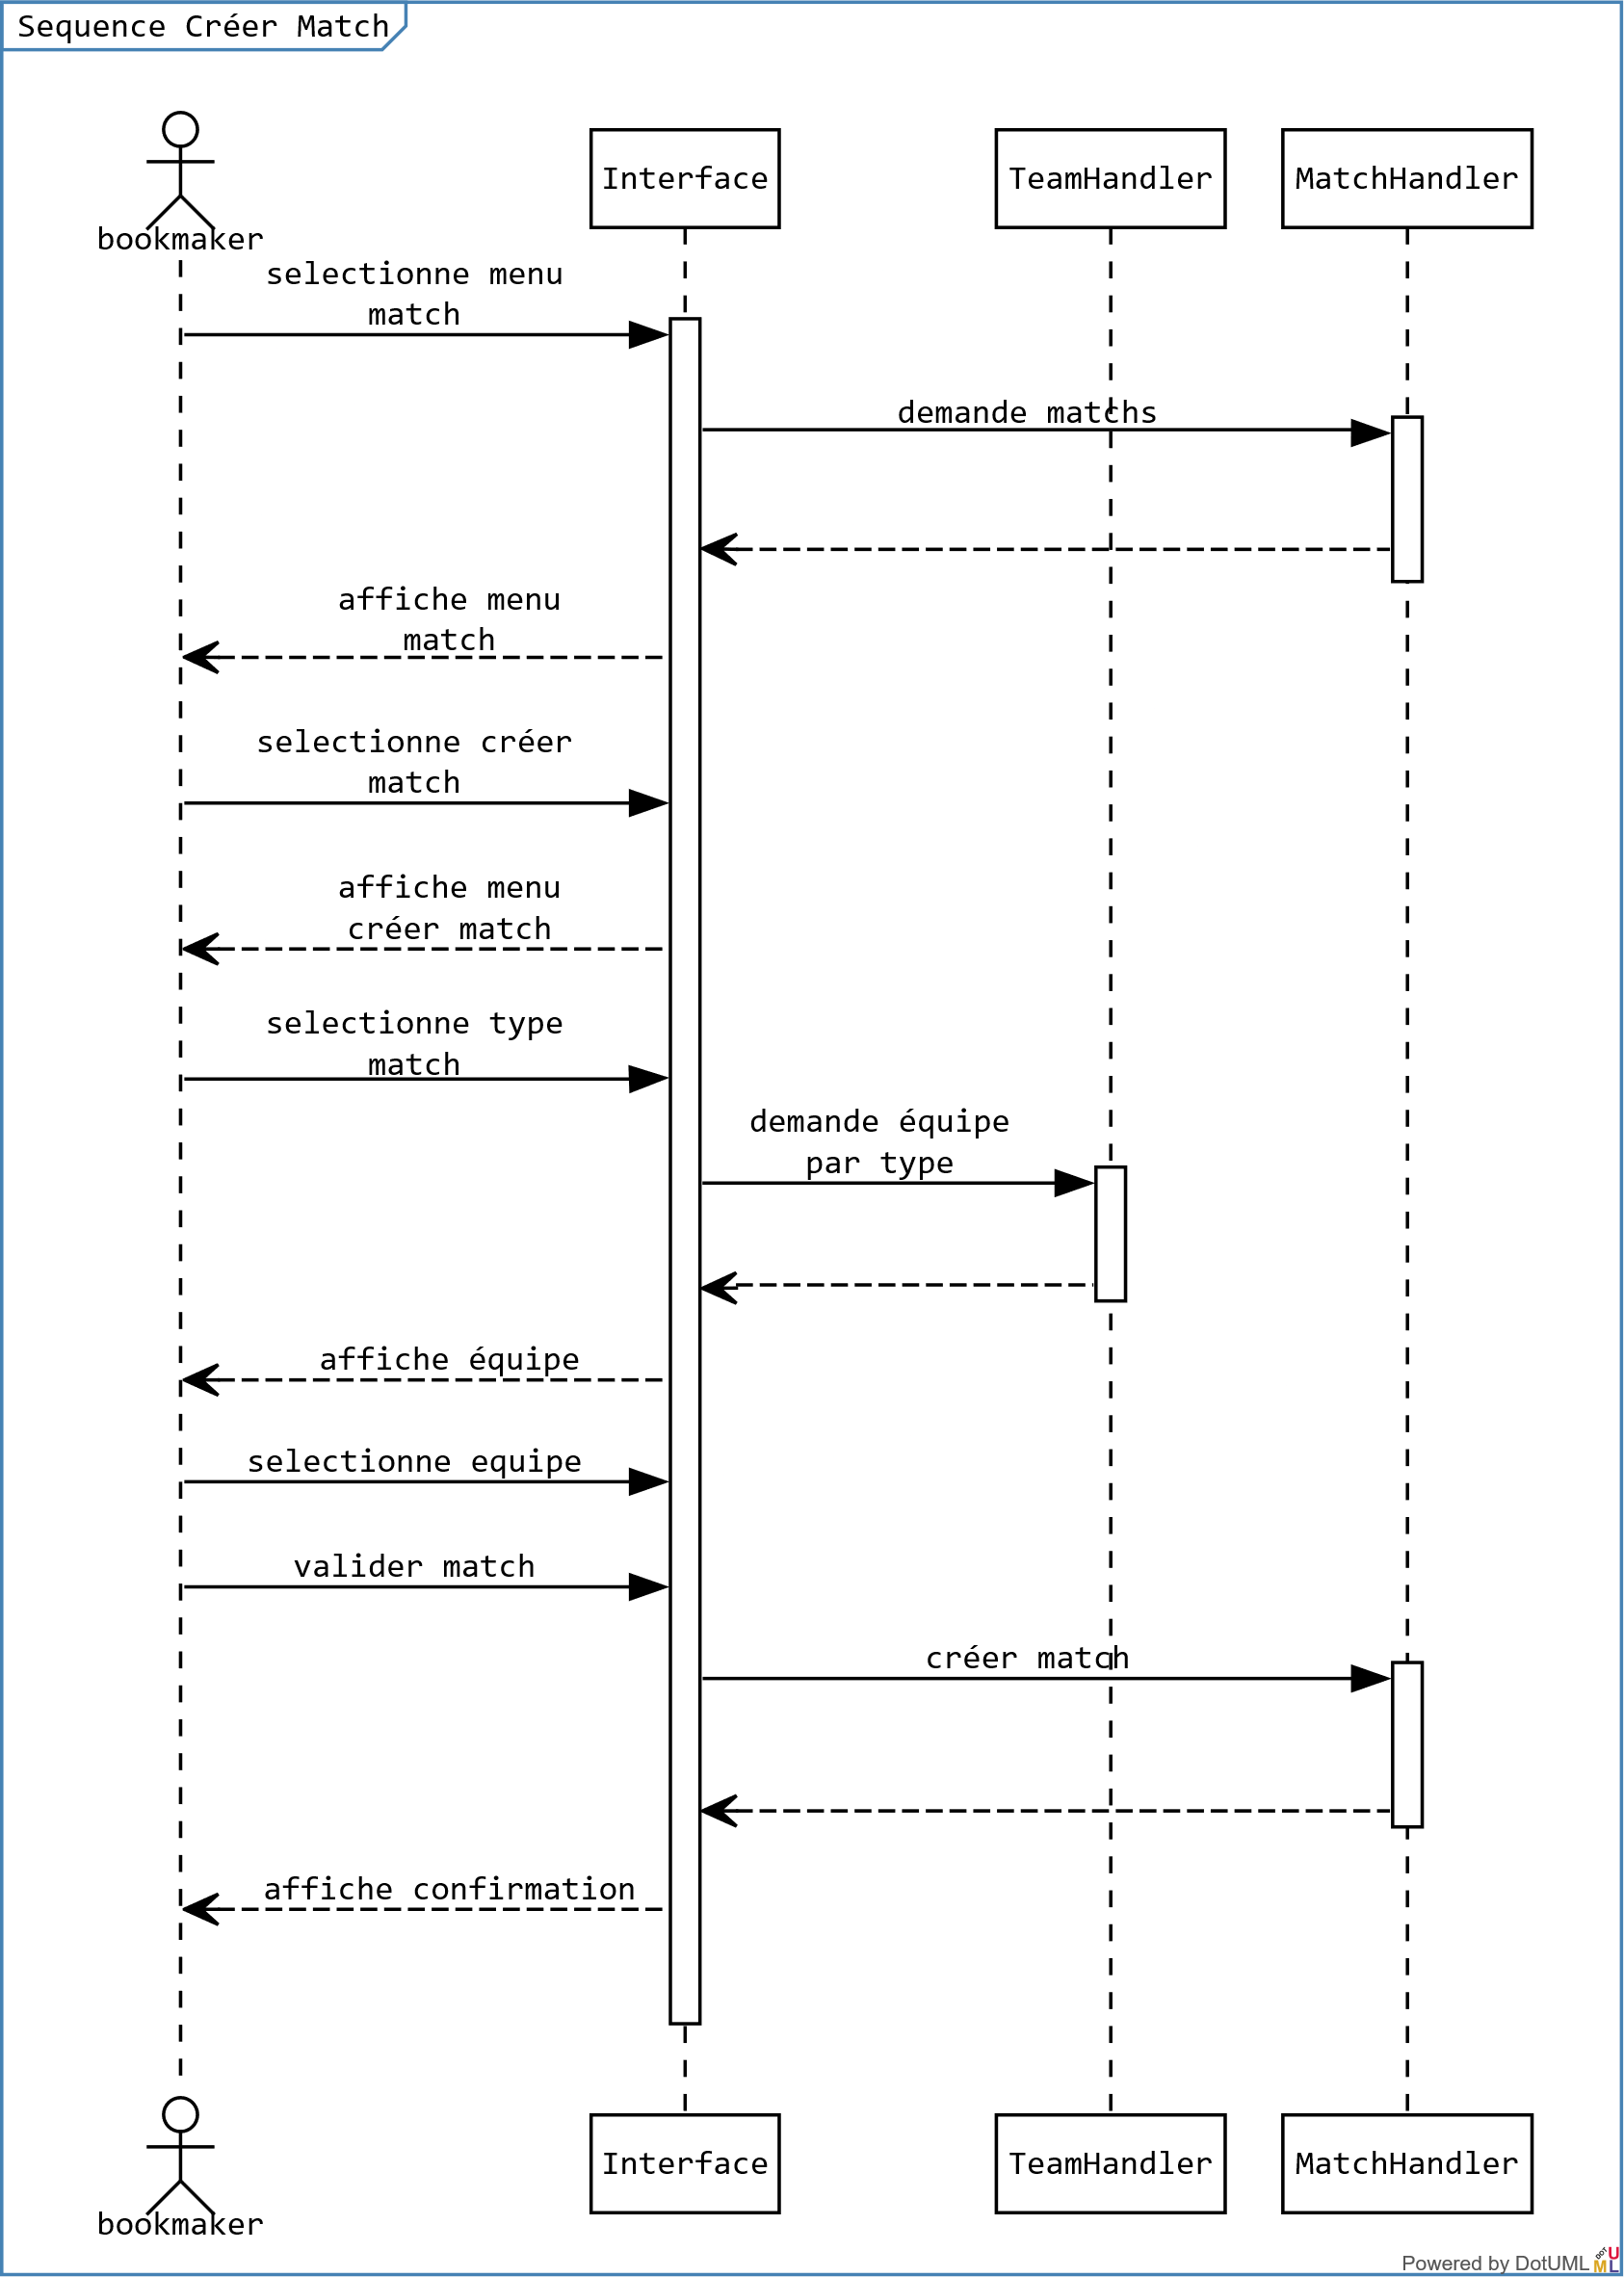 Sequence Créer Match
bookmaker
Interface
TeamHandler
MatchHandler
selectionne menu
match
demande matchs
affiche menu
match
selectionne créer
match
affiche menu
créer match
selectionne type
match
demande équipe
par type
affiche équipe
selectionne equipe
valider match
créer match
affiche confirmation
bookmaker
Interface
TeamHandler
MatchHandler
Powered by DotUML
DOT U
M L